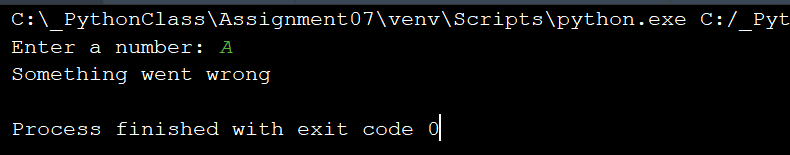 C:\_PythonClass\Assignment07\venv\Scripts\python.exe C:/_Pyt
Enter a number: A
Something went wrong
Process finished with exit code 0